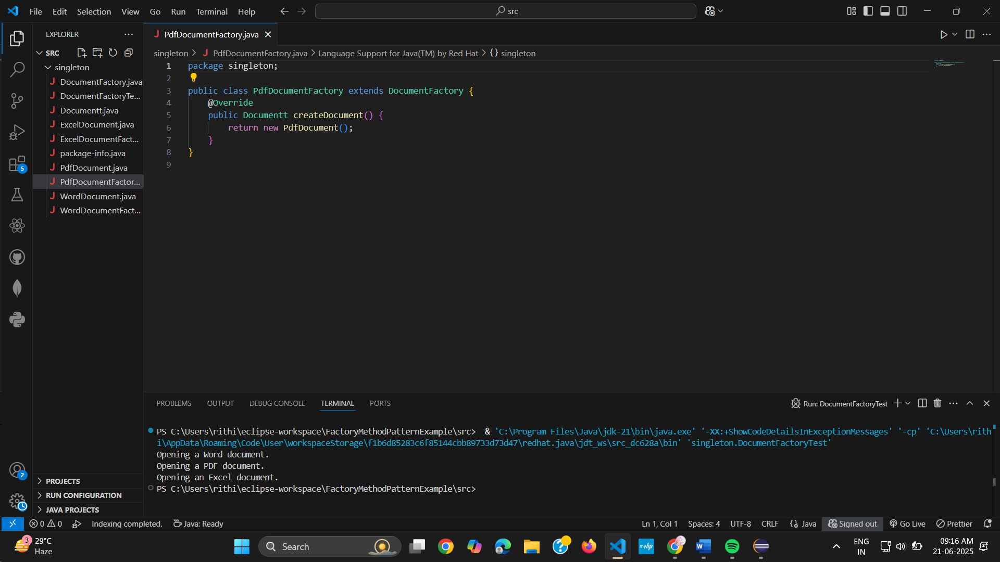 File Edit Selection View Go Run Terminal Help
src
EXPLORER
SRC
singleton
DocumentFactory.java
DocumentFactoryTe...
Documentt.java
ExcelDocument.java
ExcelDocumentFact...
package-info.java
PdfDocument.java
PdfDocumentFactor...
WordDocument.java
WordDocumentFact...
PROJECTS
RUN CONFIGURATION
JAVA PROJECTS
5
2
PdfDocumentFactory.java
singleton > PdfDocumentFactory.java > Language Support for Java(TM) by Red Hat > {} singleton
1 package singleton;
2
3 public class PdfDocumentFactory extends DocumentFactory {
4 @Override
5 public Documentt createDocument() {
6 return new PdfDocument();
7 }
8 }
9
PROBLEMS OUTPUT DEBUG CONSOLE TERMINAL PORTS
Run: DocumentFactoryTest
PS C:\Users\rithi\eclipse-workspace\FactoryMethodPatternExample\src> & 'C:\Program Files\Java\jdk-21\bin\java.exe' '-XX:+ShowCodeDetailsInExceptionMessages' '-cp' 'C:\Users\rith
i\AppData\Roaming\Code\User\workspaceStorage\f1b6d85283c6f85144cbb89733d73d47\redhat.java\jdt_ws\src_dc628a\bin' 'singleton.DocumentFactoryTest'
Opening a Word document.
Opening a PDF document.
Opening an Excel document.
PS C:\Users\rithi\eclipse-workspace\FactoryMethodPatternExample\src>
0 0 Indexing completed. Java: Ready
Ln 1, Col 1 Spaces: 4 UTF-8 CRLF {} Java Signed out Go Live Prettier
3
29°C
Haze
Search
myhp
W
ENG
IN
09:16 AM
21-06-2025